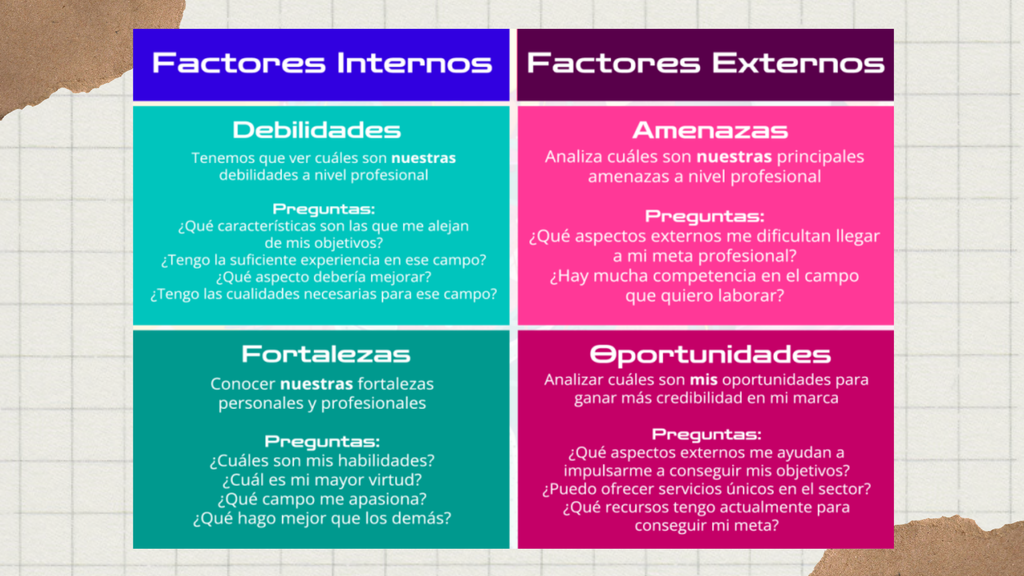 Factores Internos
Factores Externos
Debilidades
Tenemos que ver cuáles son nuestras
debilidades a nivel profesional
Preguntas:
¿Qué características son las que me alejan
de mis objetivos?
¿Tengo la suficiente experiencia en ese campo?
¿Qué aspecto debería mejorar?
¿Tengo las cualidades necesarias para ese campo?
Amenazas
Analiza cuáles son nuestras principales
amenazas a nivel profesional
Preguntas:
¿Qué aspectos externos me dificultan llegar
a mi meta profesional?
¿Hay mucha competencia en el campo
que quiero laborar?
Fortalezas
Conocer nuestras fortalezas
personales y profesionales
Preguntas:
¿Cuáles son mis habilidades?
¿Cuál es mi mayor virtud?
¿Qué campo me apasiona?
¿Qué hago mejor que los demás?
Oportunidades
Analizar cuáles son mis oportunidades para
ganar más credibilidad en mi marca
Preguntas:
¿Qué aspectos externos me ayudan a
impulsarme a conseguir mis objetivos?
¿Puedo ofrecer servicios únicos en el sector?
¿Qué recursos tengo actualmente para
conseguir mi meta?